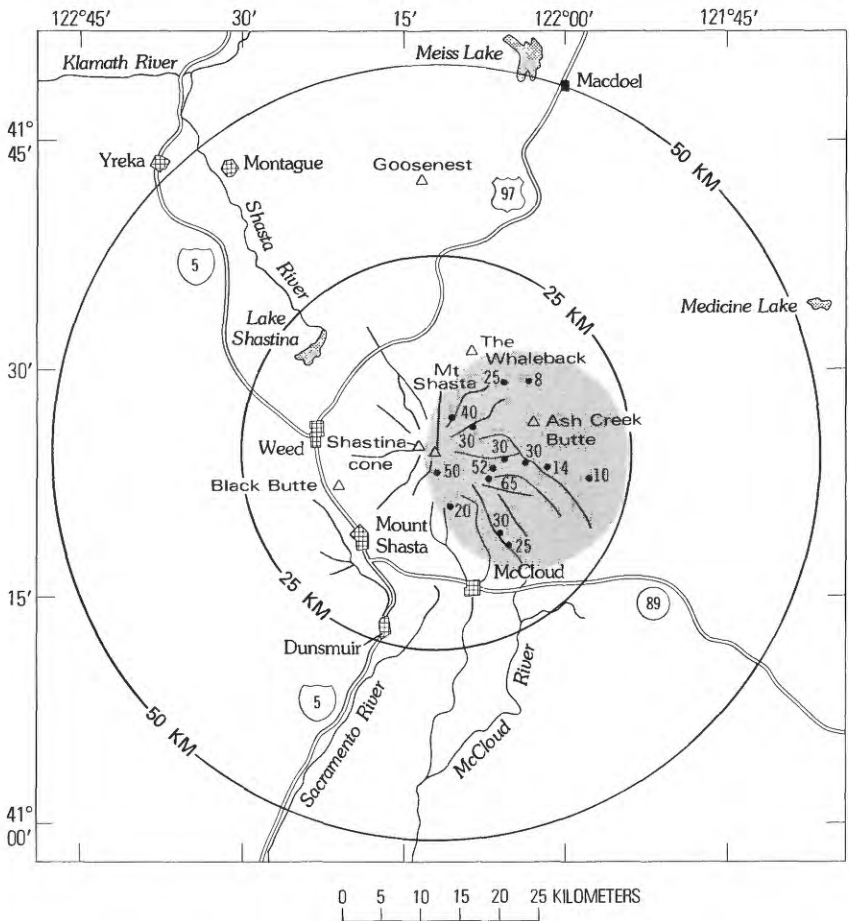 122°45′ 30′ 15′ 122°00′ 121°45′
Klamath River
Meiss Lake
Macdoel
41°
45′
Yreka
Montague
Goosenest
97
50 KM
5
Shasta
River
25 KM
Lake
Shastina
Medicine Lake
The
Whaleback
30′
Mt
Shasta
25
8
40
Ash Creek
Butte
30
Weed
Shastina
cone
30
30
52
14
10
50
65
Black Butte
20
Mount
Shasta
30
25
McCloud
25 KM
15′
89
Dunsmuir
River
5
Sacramento River
McCloud
50 KM
41°
00′
0 5 10 15 20 25 KILOMETERS